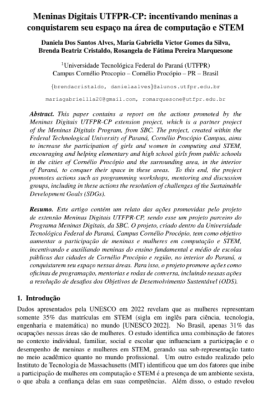 Meninas Digitais UTFPR-CP: incentivando meninas a
conquistarem seu espaço na área de computação e STEM
Daniela Dos Santos Alves, Maria Gabriella Victor Gomes da Silva,
Brenda Beatriz Cristaldo, Rosangela de Fátima Pereira Marquesone
¹Universidade Tecnológica Federal do Paraná (UTFPR)
Campus Cornélio Procópio – Cornélio Procópio – PR – Brasil
{brendacristaldo, danielaalves}@alunos.utfpr.edu.br
mariagabriella20@gmail.com, romarquesone@utfpr.edu.br
Abstract. This paper contains a report on the actions promoted by the
Meninas Digitais UTFPR-CP extension project, which is a partner project
of the Meninas Digitais Program, from SBC. The project, created within the
Federal Technological University of Paraná, Cornélio Procópio Campus, aims
to increase the participation of girls and women in computing and STEM,
encouraging and helping elementary and high school girls from public schools
in the cities of Cornélio Procópio and the surrounding area, in the interior
of Paraná, to conquer their space in these areas. To this end, the project
promotes actions such as programming workshops, mentoring and discussion
groups, including in these actions the resolution of challenges of the Sustainable
Development Goals (SDGs).
Resumo. Este artigo contém um relato das ações promovidas pelo projeto
de extensão Meninas Digitais UTFPR-CP, sendo esse um projeto parceiro do
Programa Meninas Digitais, da SBC. O projeto, criado dentro da Universidade
Tecnológica Federal do Paraná, Campus Cornélio Procópio, tem como objetivo
aumentar a participação de meninas e mulheres em computação e STEM,
incentivando e auxiliando meninas do ensino fundamental e médio de escolas
públicas das cidades de Cornélio Procópio e região, no interior do Paraná, a
conquistarem seu espaço nessas áreas. Para isto, o projeto promove ações como
oficinas de programação, mentorias e rodas de conversa, incluindo nessas ações
a resolução de desafios dos Objetivos de Desenvolvimento Sustentável (ODS).
1. Introdução
Dados apresentados pela UNESCO em 2022 revelam que as mulheres representam
somente 35% das matrículas em STEM (sigla em inglês para ciência, tecnologia,
engenharia e matemática) no mundo [UNESCO 2022]. No Brasil, apenas 31% das
ocupações nessas áreas são de mulheres. O estudo identifica uma combinação de fatores
no contexto individual, familiar, social e escolar que influenciam a participação e o
desempenho de meninas e mulheres em STEM, gerando sua sub-representação tanto
no meio acadêmico quanto no mundo profissional. Um outro estudo realizado pelo
Instituto de Tecnologia de Massachusetts (MIT) identificou que um dos fatores que inibe
a participação de mulheres em computação e STEM é a presença de um ambiente sexista,
o que abala a confiança delas em suas competências. Além disso, o estudo revelou